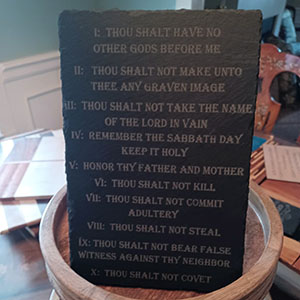 I: THOU SHALT HAVE NO
OTHER GODS BEFORE ME
II: THOU SHALT NOT MAKE UNTO
THEE ANY GRAVEN IMAGE
III: THOU SHALT NOT TAKE THE NAME
OF THE LORD IN VAIN
IV: REMEMBER THE SABBATH DAY
KEEP IT HOLY
V: HONOR THY FATHER AND MOTHER
VI: THOU SHALT NOT KILL
VII: THOU SHALT NOT COMMIT
ADULTERY
VIII: THOU SHALT NOT STEAL
IX: THOU SHALT NOT BEAR FALSE
WITNESS AGAINST THY NEIGHBOR
X: THOU SHALT NOT COVET